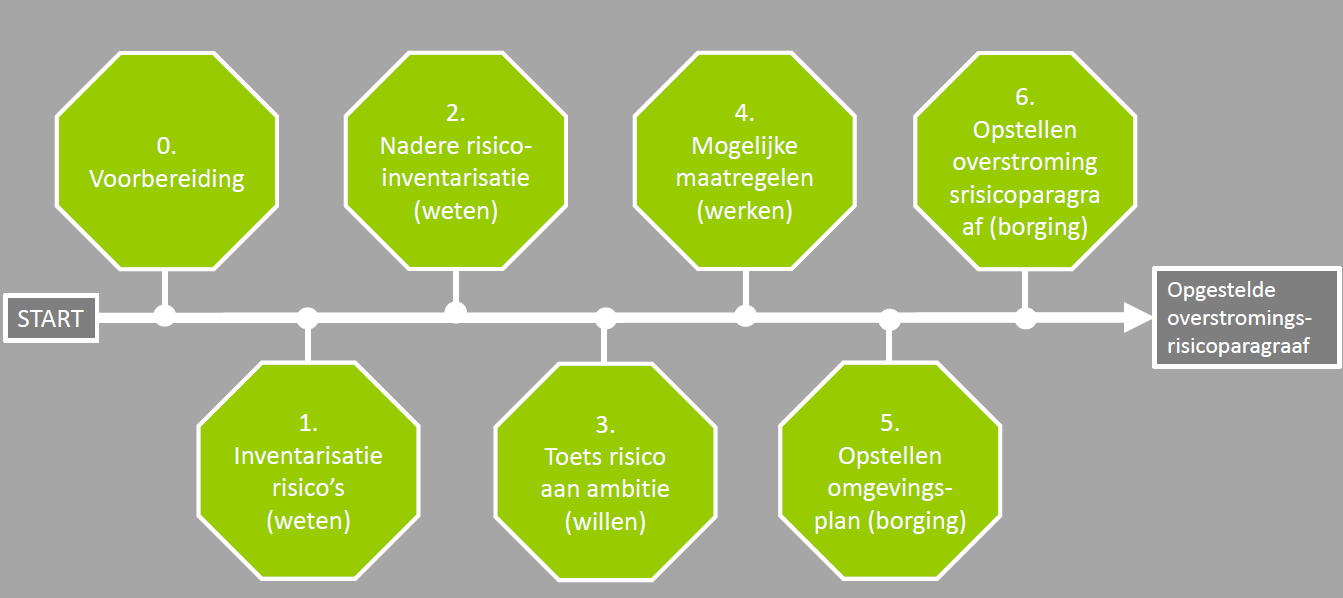 START
0.
Voorbereiding
1.
Inventarisatie
risico’s
(weten)
2.
Nadere risico-
inventarisatie
(weten)
3.
Toets risico
aan ambitie
(willen)
4.
Mogelijke
maatregelen
(werken)
5.
Opstellen
omgevings-
plan (borging)
6.
Opstellen
overstroming
srisicoparagra
af (borging)
Opgestelde
overstromings-
risicoparagraaf